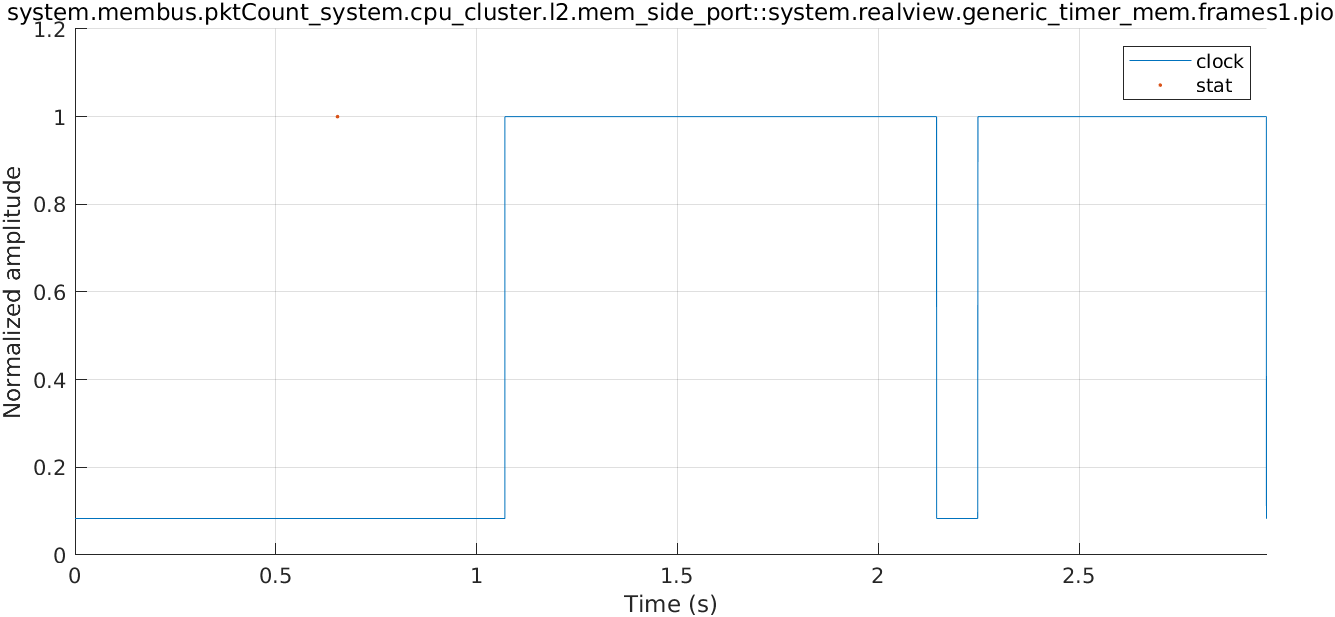 system.membus.pktCount_system.cpu_cluster.l2.mem_side_port::system.realview.generic_timer_mem.frames1.pio
1.2
1
0.8
0.6
0.4
0.2
0
Normalized amplitude
clock
stat
0 0.5 1 1.5 2 2.5
Time (s)